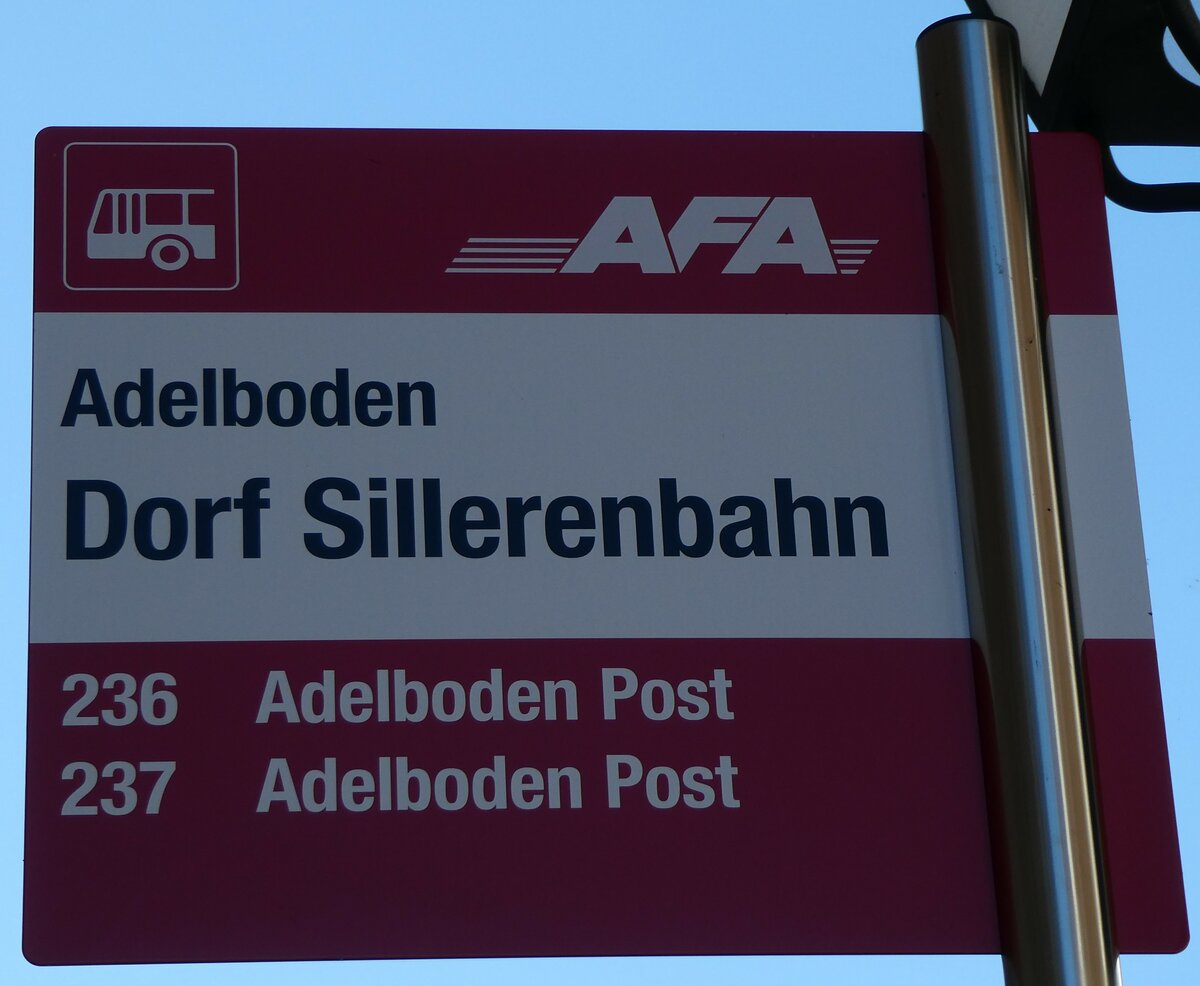 AFA
Adelboden
Dorf Sillerenbahn
236 Adelboden Post
237 Adelboden Post